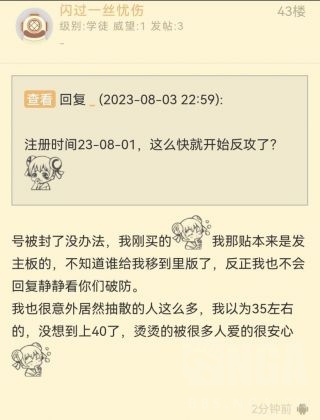 闪过一丝忧伤
43楼
级别:学徒 威望:1 发帖:3
查看 回复 _ (2023-08-03 22:59):
注册时间23-08-01，这么快就开始反攻了？
号被封了没办法，我刚买的 我那贴本来是发
主板的，不知道谁给我移到里版了，反正我也不会
回复静静看你们破防。
我也很意外居然抽散的人这么多，我以为35左右
的，没想到上40了，烫烫的被很多人爱的很安心
2分钟前